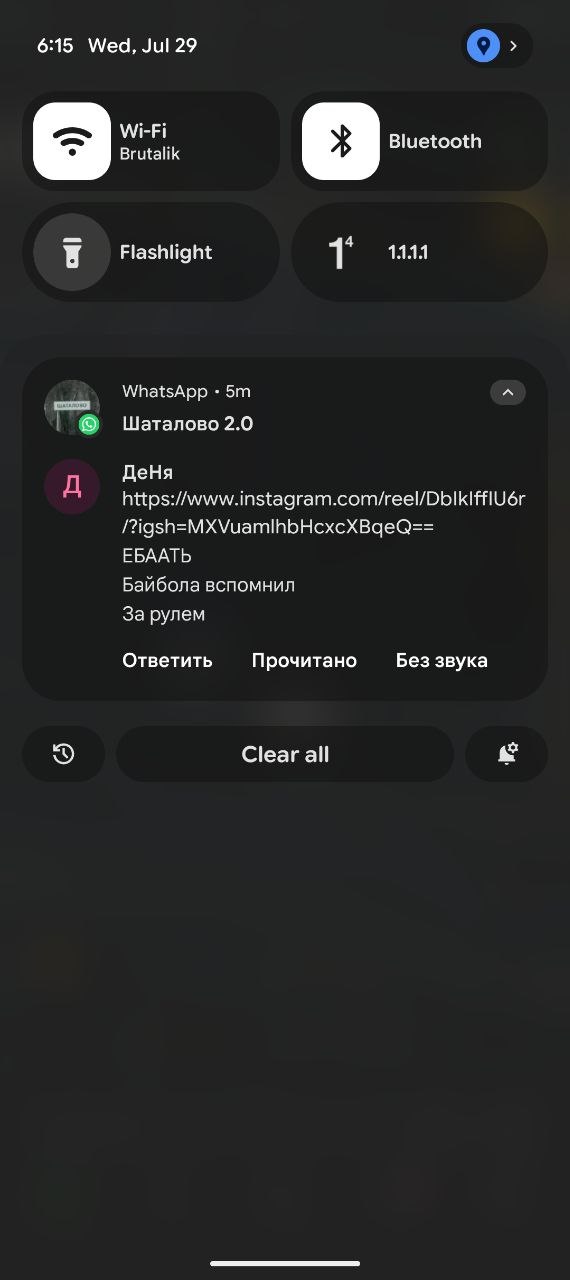 6:15 Wed, Jul 29
Wi-Fi
Brutalik
Bluetooth
Flashlight
1⁴ 1.1.1.1
WhatsApp • 5m
ШАТАЛОВО
Шаталово 2.0
Д
ДеНя
https://www.instagram.com/reel/DbIkIffIU6r
/?igsh=MXVuamlhbHcxcXBqeQ==
ЕБААТЬ
Байбола вспомнил
За рулем
Ответить Прочитано Без звука
Clear all